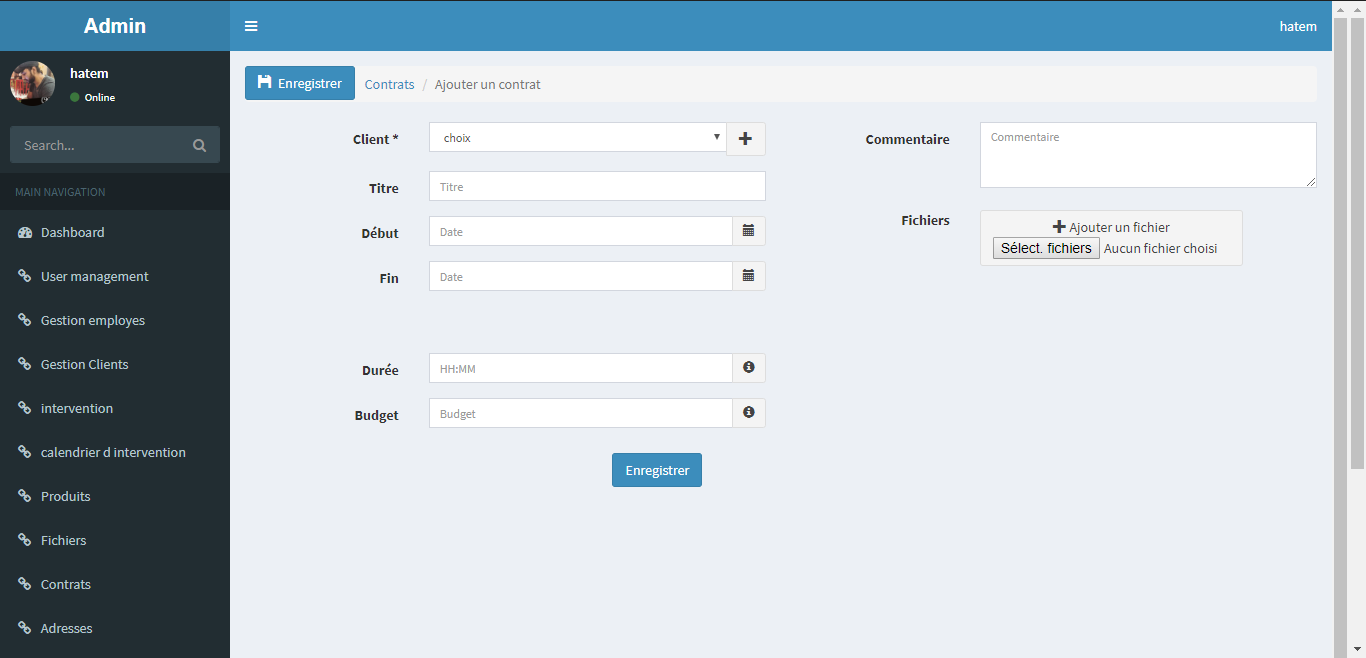 Admin
hatem
hatem
Online
Search...
MAIN NAVIGATION
Dashboard
User management
Gestion employes
Gestion Clients
intervention
calendrier d intervention
Produits
Fichiers
Contrats
Adresses
Enregistrer Contrats / Ajouter un contrat
Client * choix
Titre Titre
Début Date
Fin Date
Durée HH:MM
Budget Budget
Enregistrer
Commentaire Commentaire
Fichiers Ajouter un fichier
Sélect. fichiers Aucun fichier choisi